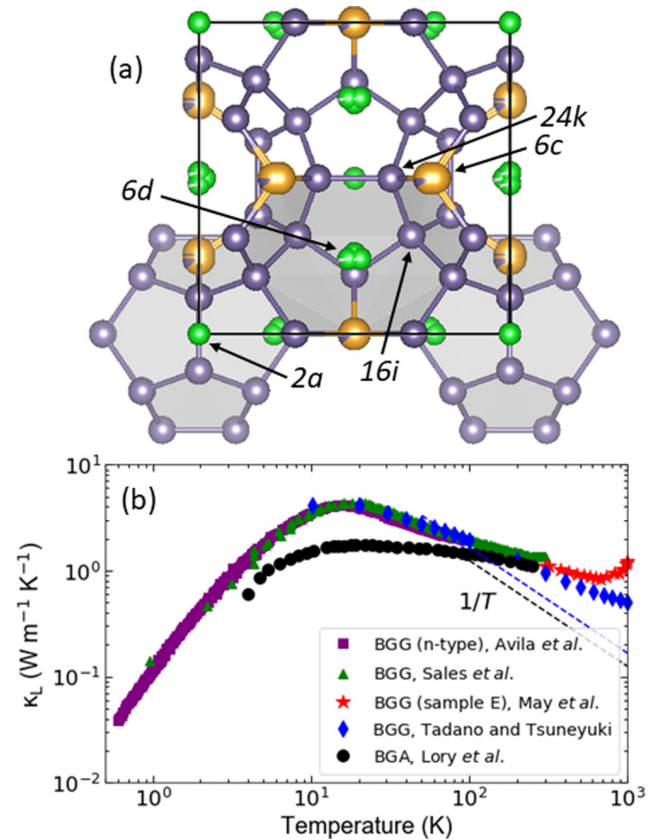 (a)
24k
6c
6d
2a
16i
(b)
κL (W m⁻¹ K⁻¹)
10¹
10⁰
10⁻¹
10⁻²
1/T
BGG (n-type), Avila et al.
BGG, Sales et al.
BGG (sample E), May et al.
BGG, Tadano and Tsuneyuki
BGA, Lory et al.
10⁰ 10¹ 10² 10³
Temperature (K)